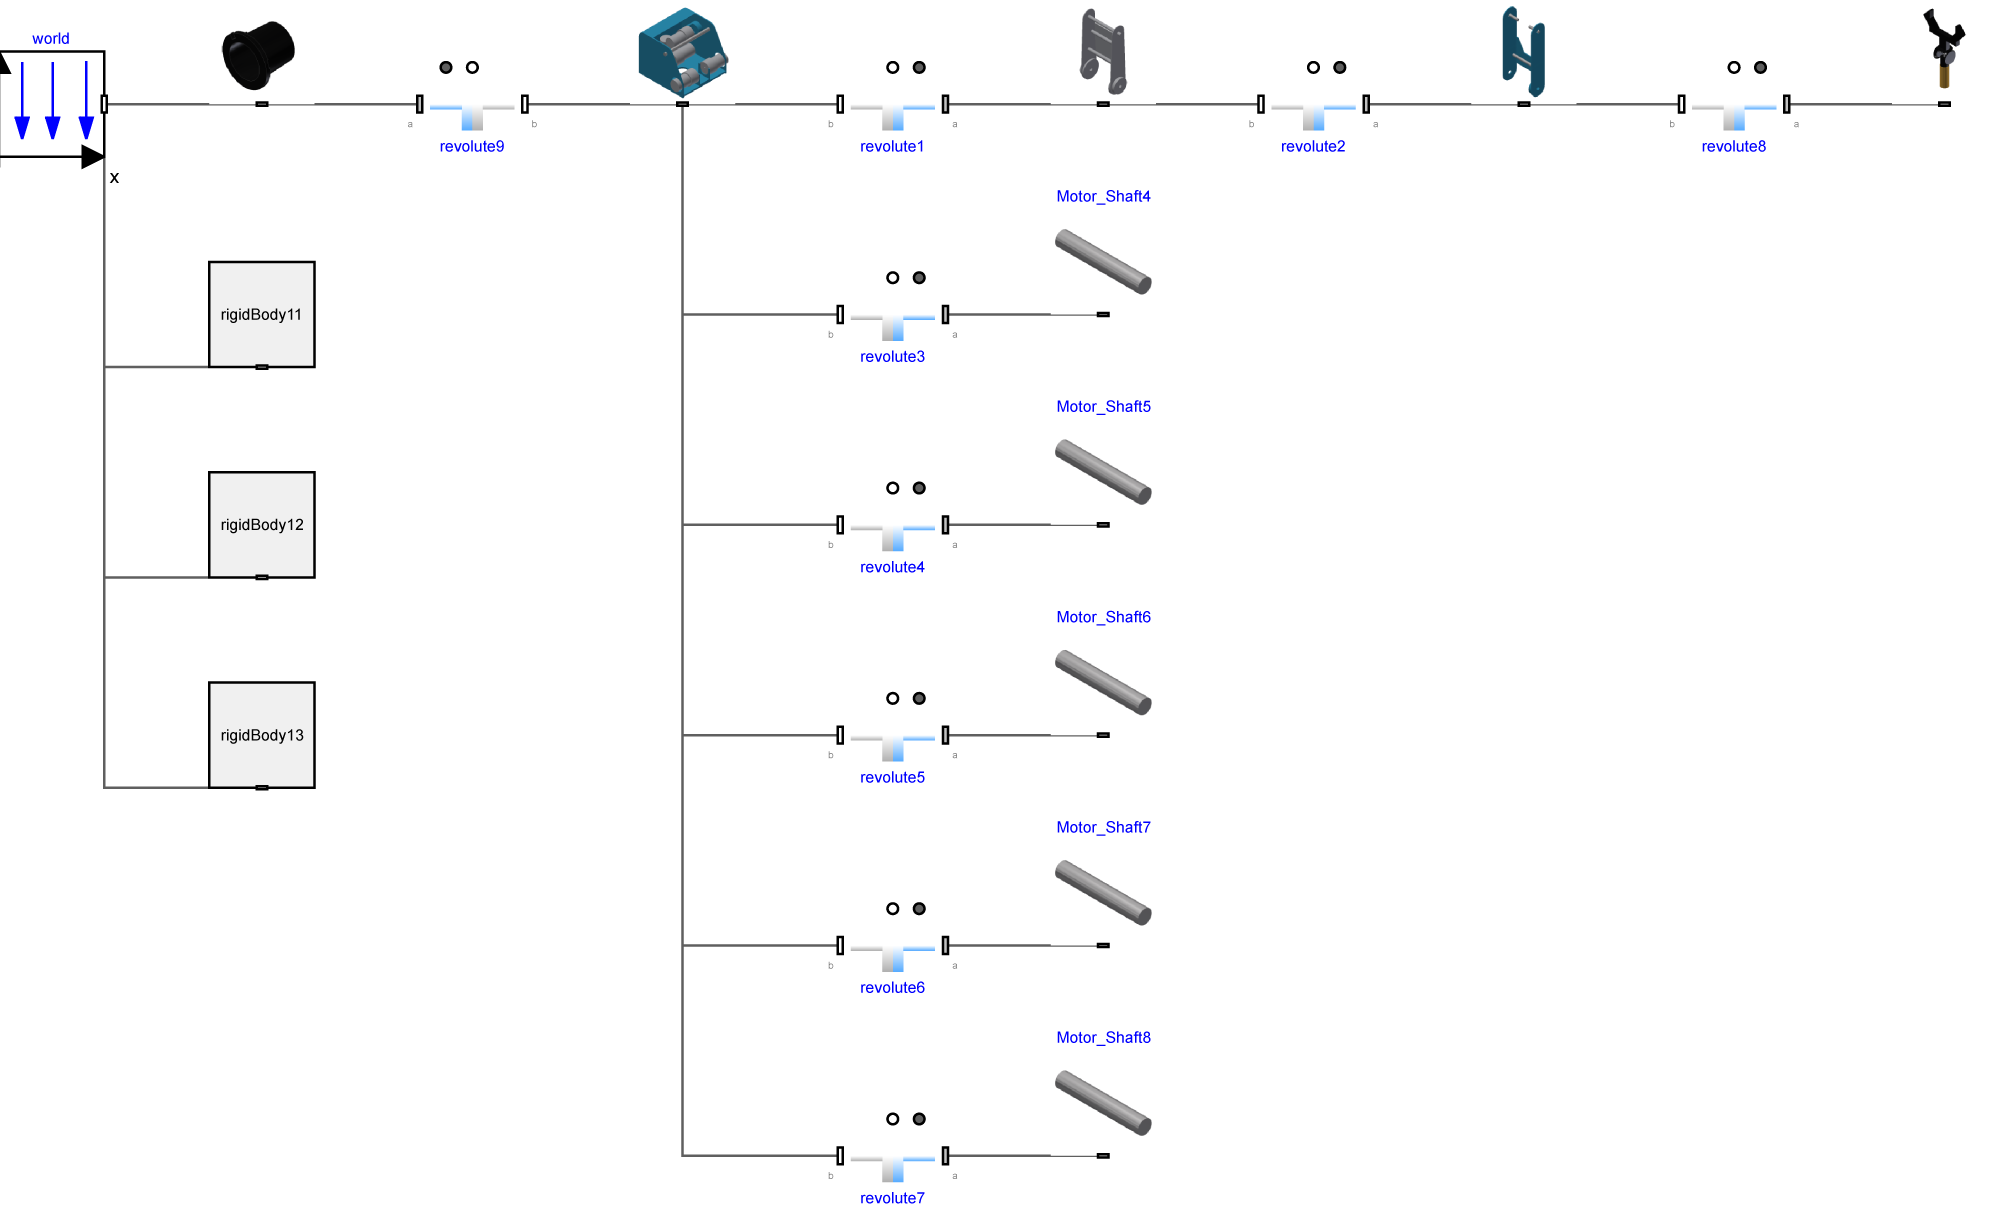 world
x
a
b
revolute9
b
a
revolute1
b
a
revolute2
b
a
revolute8
Motor_Shaft4
rigidBody11
b
a
revolute3
Motor_Shaft5
rigidBody12
b
a
revolute4
Motor_Shaft6
rigidBody13
b
a
revolute5
Motor_Shaft7
b
a
revolute6
Motor_Shaft8
b
a
revolute7